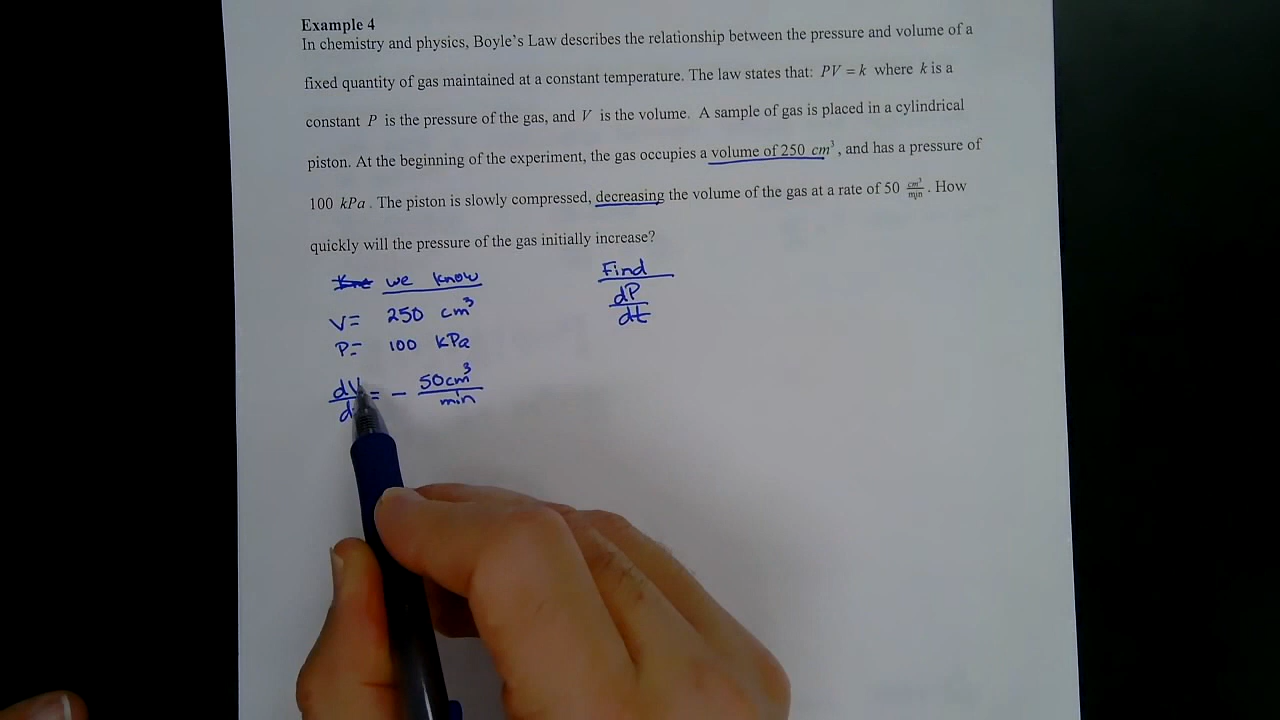 Example 4
In chemistry and physics, Boyle's Law describes the relationship between the pressure and volume of a
fixed quantity of gas maintained at a constant temperature. The law states that: PV = k where k is a
constant P is the pressure of the gas, and V is the volume. A sample of gas is placed in a cylindrical
piston. At the beginning of the experiment, the gas occupies a volume of 250 cm³, and has a pressure of
100 kPa. The piston is slowly compressed, decreasing the volume of the gas at a rate of 50 cm³/min. How
quickly will the pressure of the gas initially increase?
we know
V= 250 cm³
P= 100 kPa
dV/d = - 50cm³/min
Find
dP/dt